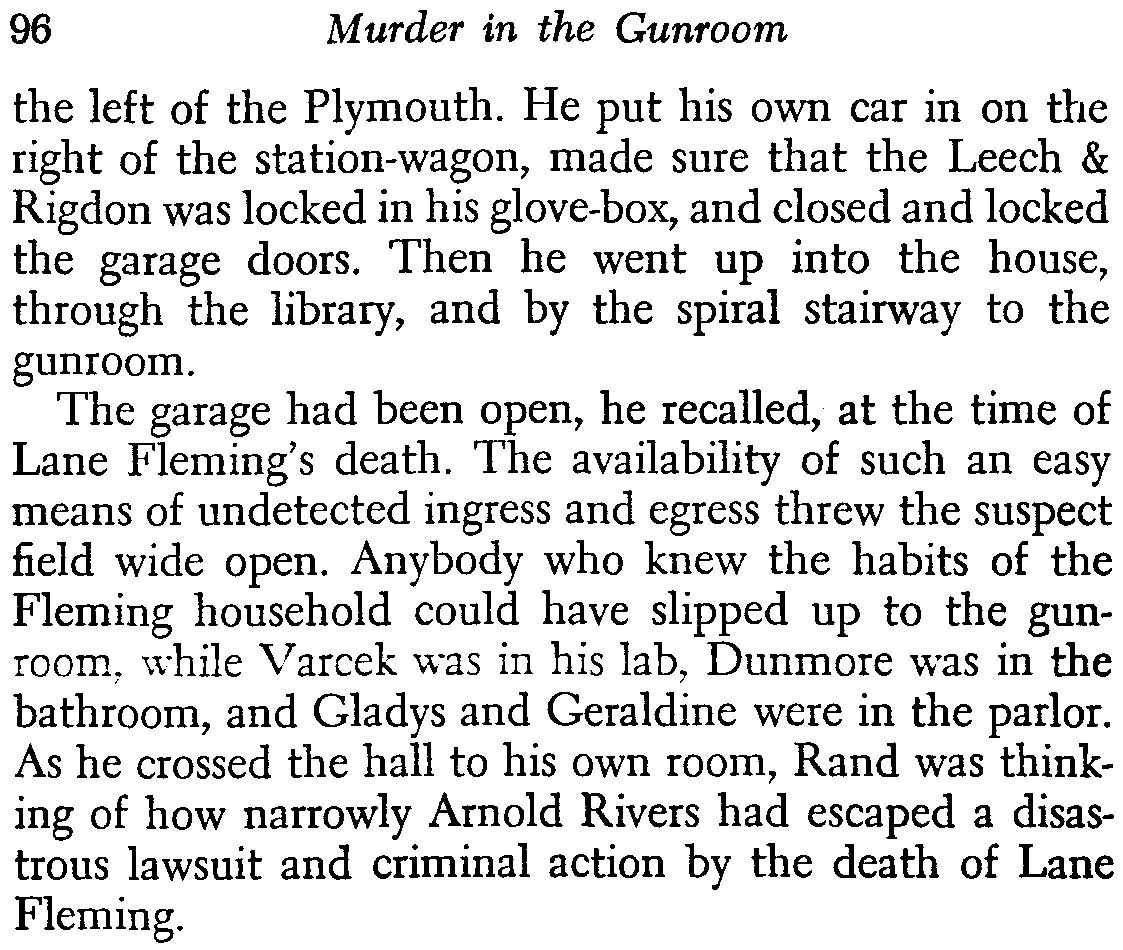 96 Murder in the Gunroom
the left of the Plymouth. He put his own car in on the
right of the station-wagon, made sure that the Leech &
Rigdon was locked in his glove-box, and closed and locked
the garage doors. Then he went up into the house,
through the library, and by the spiral stairway to the
gunroom.
The garage had been open, he recalled, at the time of
Lane Fleming's death. The availability of such an easy
means of undetected ingress and egress threw the suspect
field wide open. Anybody who knew the habits of the
Fleming household could have slipped up to the gun-
room, while Varcek was in his lab, Dunmore was in the
bathroom, and Gladys and Geraldine were in the parlor.
As he crossed the hall to his own room, Rand was think-
ing of how narrowly Arnold Rivers had escaped a disas-
trous lawsuit and criminal action by the death of Lane
Fleming.